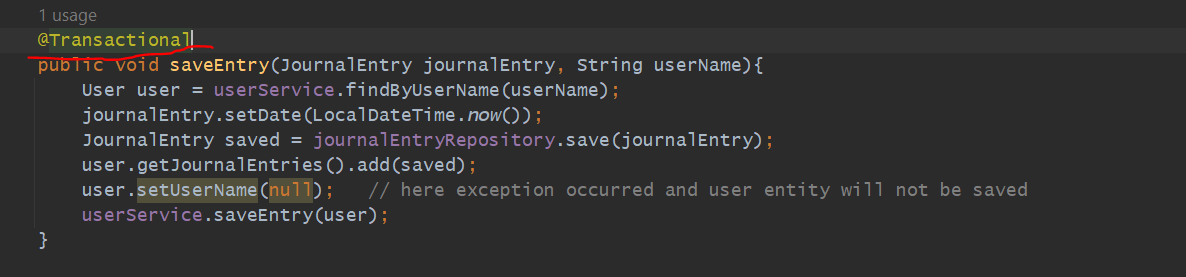 1 usage
@Transactional
public void saveEntry(JournalEntry journalEntry, String userName){
User user = userService.findByUserName(userName);
journalEntry.setDate(LocalDateTime.now());
JournalEntry saved = journalEntryRepository.save(journalEntry);
user.getJournalEntries().add(saved);
user.setUserName(null);   // here exception occurred and user entity will not be saved
userService.saveEntry(user);
}